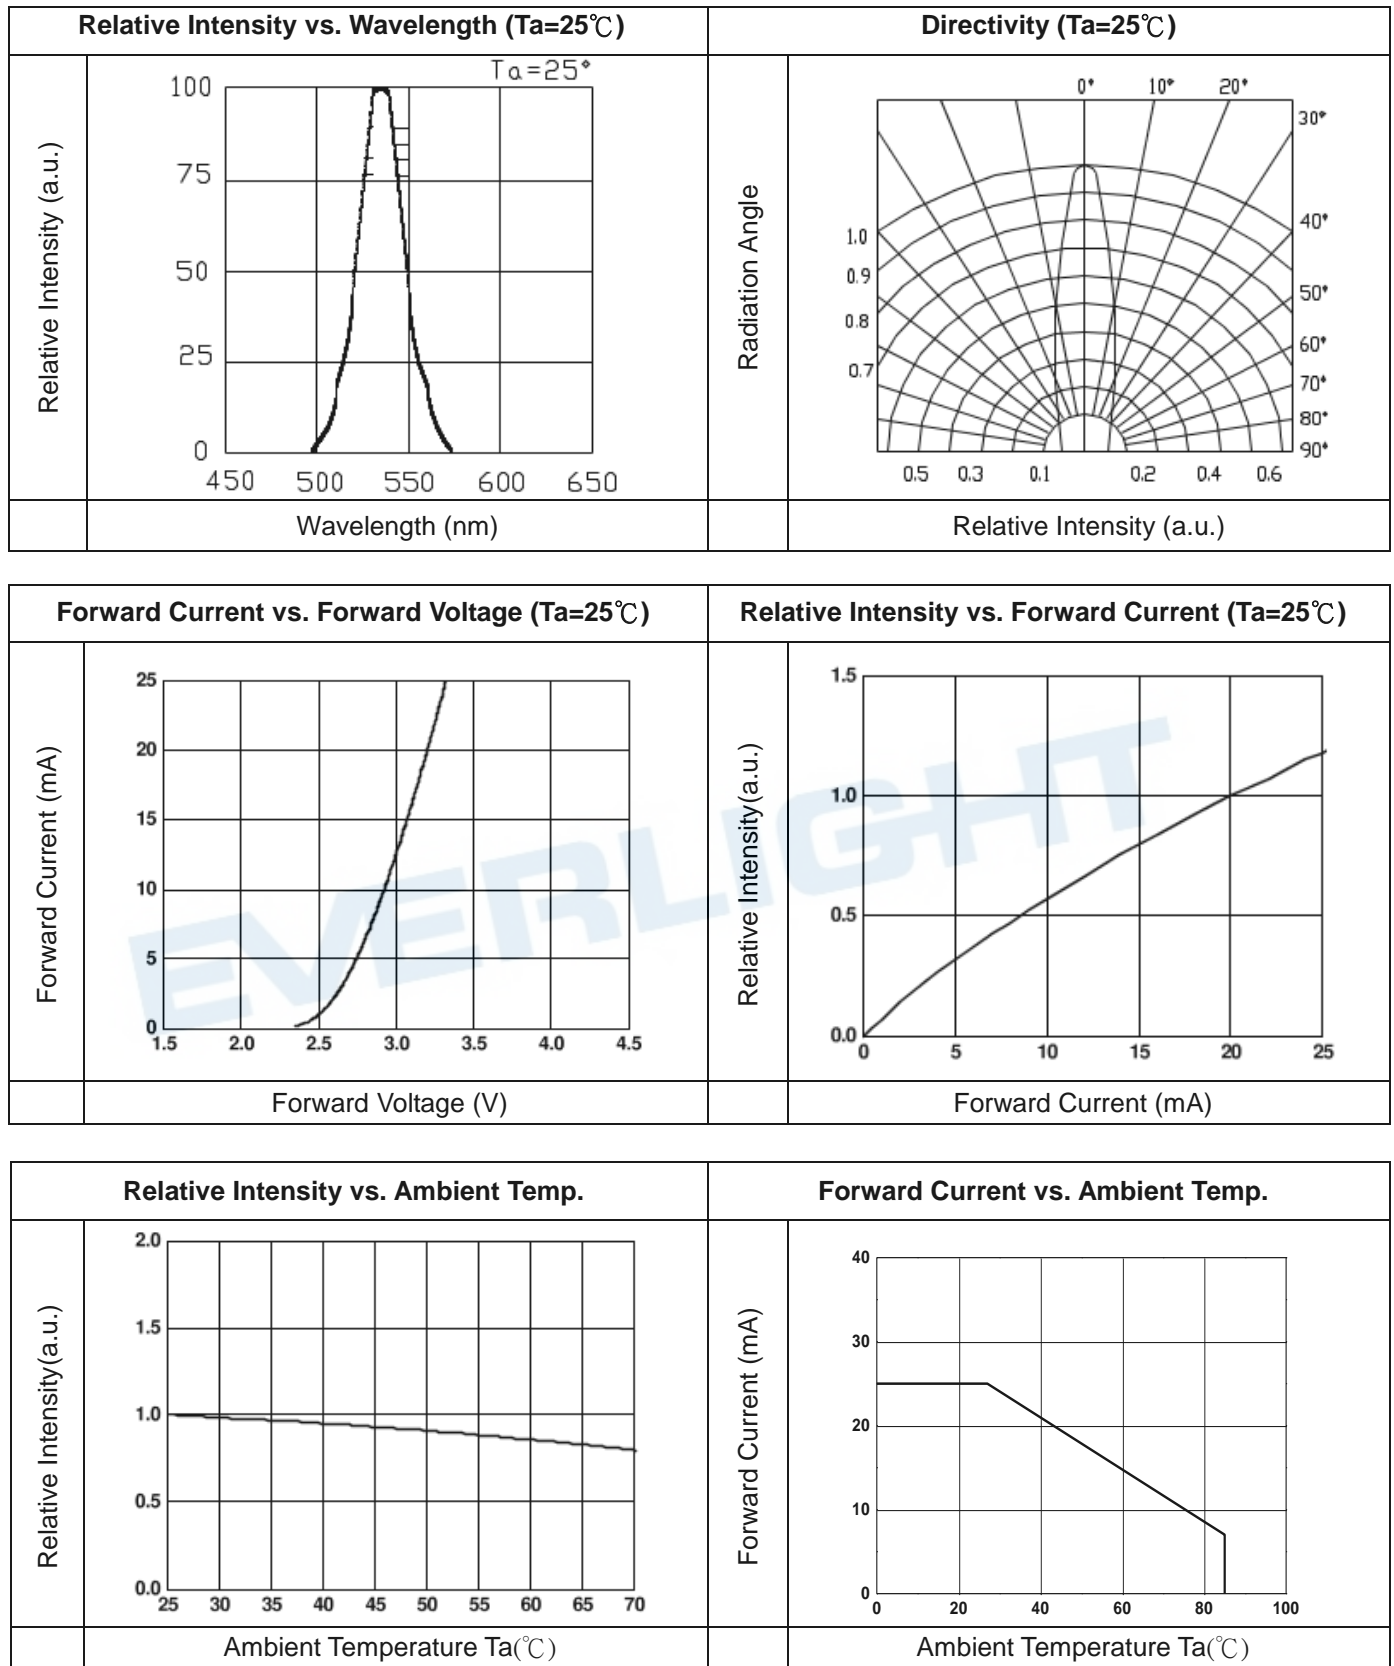 Relative Intensity vs. Wavelength (Ta=25℃)
Directivity (Ta=25℃)
Relative Intensity (a.u.)
Ta=25°
100
75
50
25
0
450 500 550 600 650
Wavelength (nm)
Radiation Angle
0° 10° 20°
30°
40°
50°
60°
70°
80°
90°
1.0
0.9
0.8
0.7
0.5 0.3 0.1 0.2 0.4 0.6
Relative Intensity (a.u.)
Forward Current vs. Forward Voltage (Ta=25℃)
Relative Intensity vs. Forward Current (Ta=25℃)
Forward Current (mA)
25
20
15
10
5
0
1.5 2.0 2.5 3.0 3.5 4.0 4.5
Forward Voltage (V)
Relative Intensity(a.u.)
1.5
1.0
0.5
0.0
0 5 10 15 20 25
Forward Current (mA)
EVERLIGHT
Relative Intensity vs. Ambient Temp.
Forward Current vs. Ambient Temp.
Relative Intensity(a.u.)
2.0
1.5
1.0
0.5
0.0
25 30 35 40 45 50 55 60 65 70
Ambient Temperature Ta(℃)
Forward Current (mA)
40
30
20
10
0
0 20 40 60 80 100
Ambient Temperature Ta(℃)